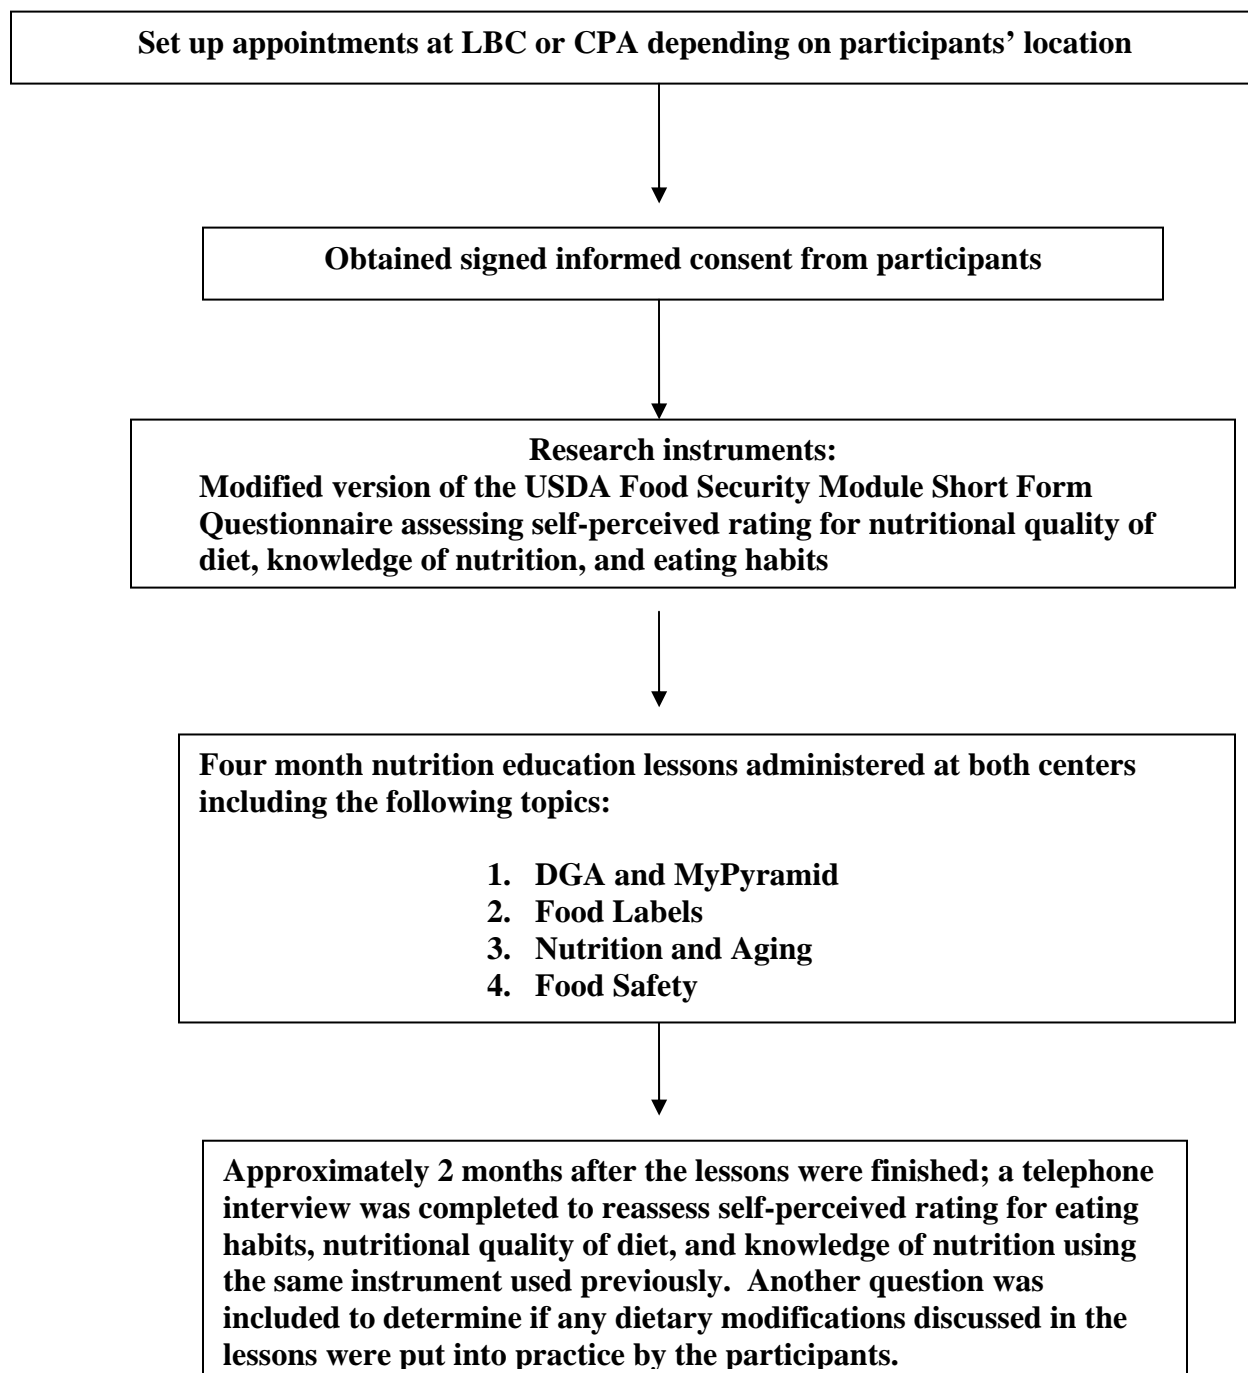 Set up appointments at LBC or CPA depending on participants’ location
Obtained signed informed consent from participants
Research instruments:
Modified version of the USDA Food Security Module Short Form
Questionnaire assessing self-perceived rating for nutritional quality of
diet, knowledge of nutrition, and eating habits
Four month nutrition education lessons administered at both centers
including the following topics:
1. DGA and MyPyramid
2. Food Labels
3. Nutrition and Aging
4. Food Safety
Approximately 2 months after the lessons were finished; a telephone
interview was completed to reassess self-perceived rating for eating
habits, nutritional quality of diet, and knowledge of nutrition using
the same instrument used previously.  Another question was
included to determine if any dietary modifications discussed in the
lessons were put into practice by the participants.